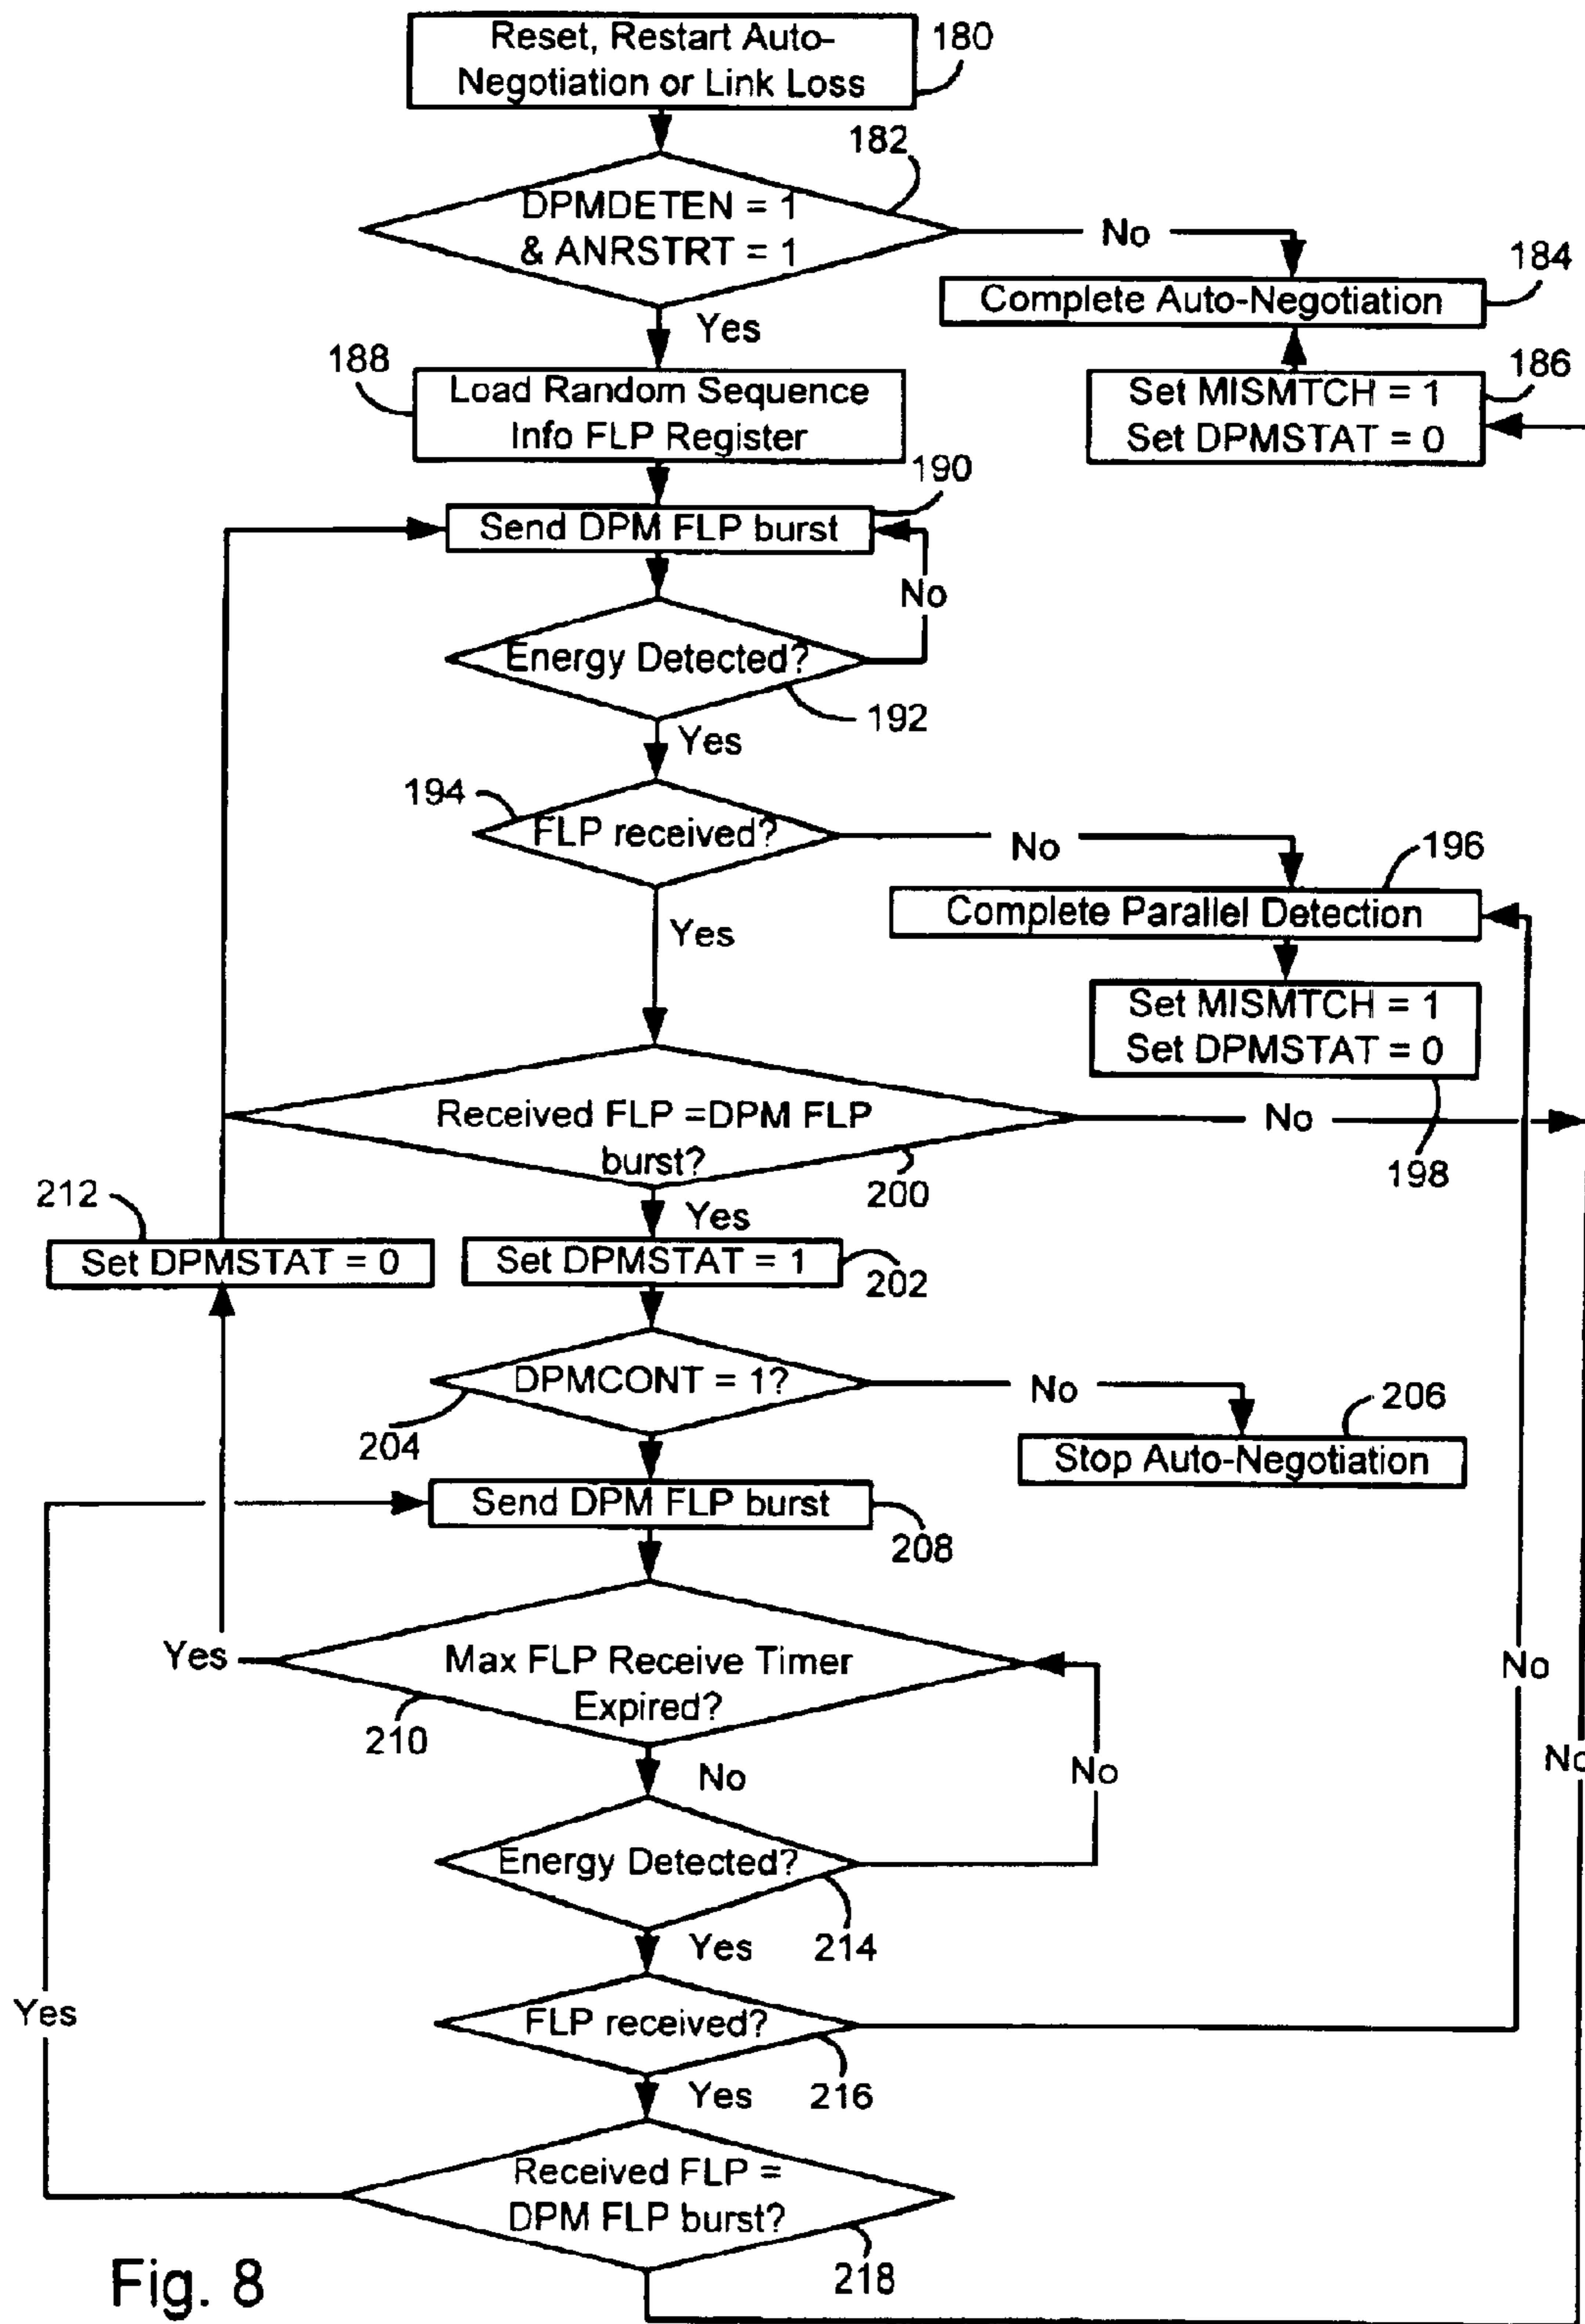 Reset, Restart Auto-
Negotiation or Link Loss
180
182
DPMDETEN = 1
& ANRSTRT = 1
No
184
Complete Auto-Negotiation
Yes
188
Load Random Sequence
Info FLP Register
186
Set MISMTCH = 1
Set DPMSTAT = 0
190
Send DPM FLP burst
No
Energy Detected?
192
Yes
194
FLP received?
No
196
Complete Parallel Detection
Yes
Set MISMTCH = 1
Set DPMSTAT = 0
198
Received FLP =DPM FLP
burst?
No
200
212
Yes
Set DPMSTAT = 0
Set DPMSTAT = 1
202
DPMCONT = 1?
No
204
206
Stop Auto-Negotiation
Send DPM FLP burst
208
Yes
Max FLP Receive Timer
Expired?
210
No
No
No
No
Energy Detected?
214
Yes
Yes
FLP received?
216
Yes
Received FLP =
DPM FLP burst?
218
Fig. 8